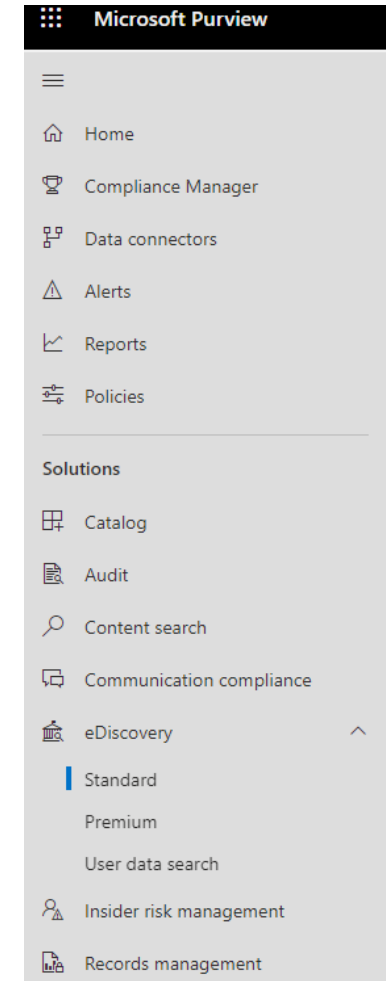 Microsoft Purview
Home
Compliance Manager
Data connectors
Alerts
Reports
Policies
Solutions
Catalog
Audit
Content search
Communication compliance
eDiscovery
Standard
Premium
User data search
Insider risk management
Records management